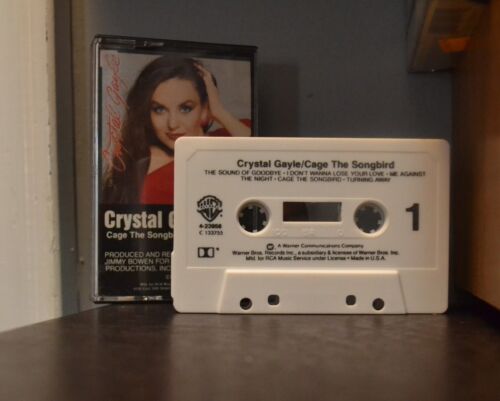 Crystal Gayle
Crystal G
Cage The Songb
PRODUCED AND RE
JIMMY BOWEN FOR
PRODUCTIONS, INC
Crystal Gayle/Cage The Songbird
THE SOUND OF GOODBYE • I DON'T WANNA LOSE YOUR LOVE • ME AGAINST
THE NIGHT • CAGE THE SONGBIRD • TURNING AWAY
4-23958
C 133755
1
A Warner Communications Company
Warner Bros. Records Inc., a subsidiary & licensee of Warner Bros. Inc.
Mfd. for RCA Music Service under License • Made in U.S.A.